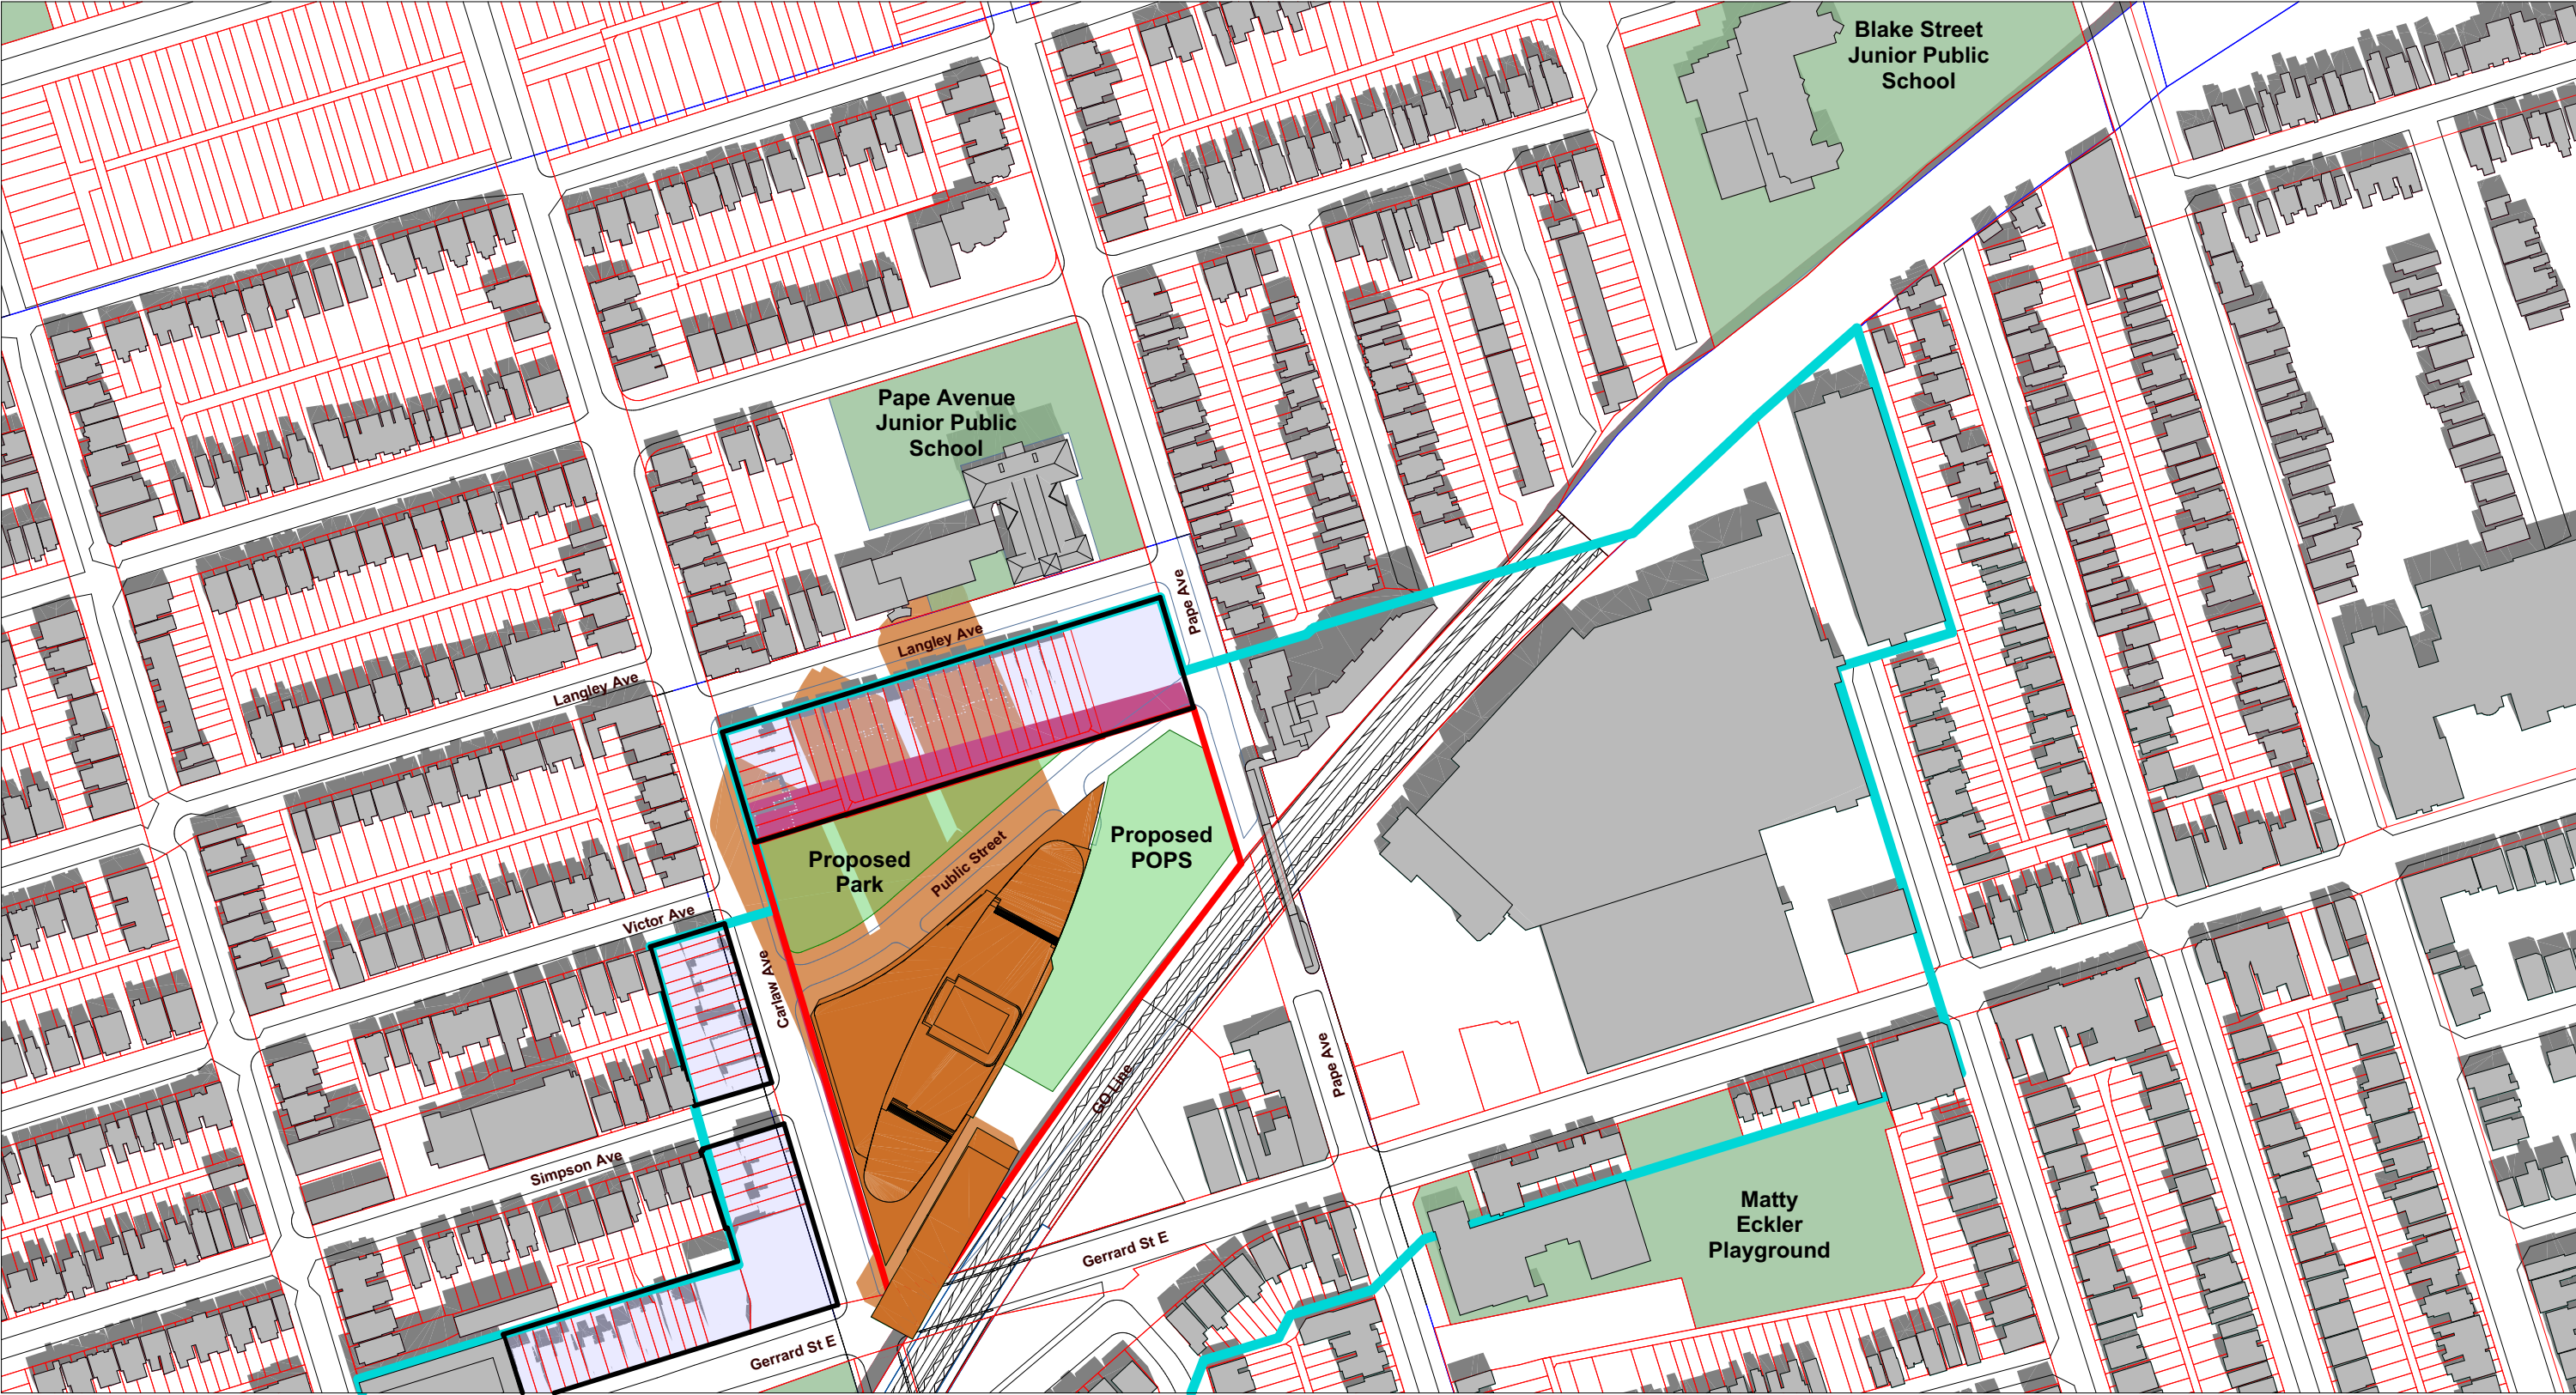 Blake Street
Junior Public
School
Pape Avenue
Junior Public
School
Pape Ave
Langley Ave
Langley Ave
Proposed
POPS
Proposed
Park
Public Street
Victor Ave
Carlaw Ave
GO Line
Pape Ave
Simpson Ave
Matty
Eckler
Playground
Gerrard St E
Gerrard St E